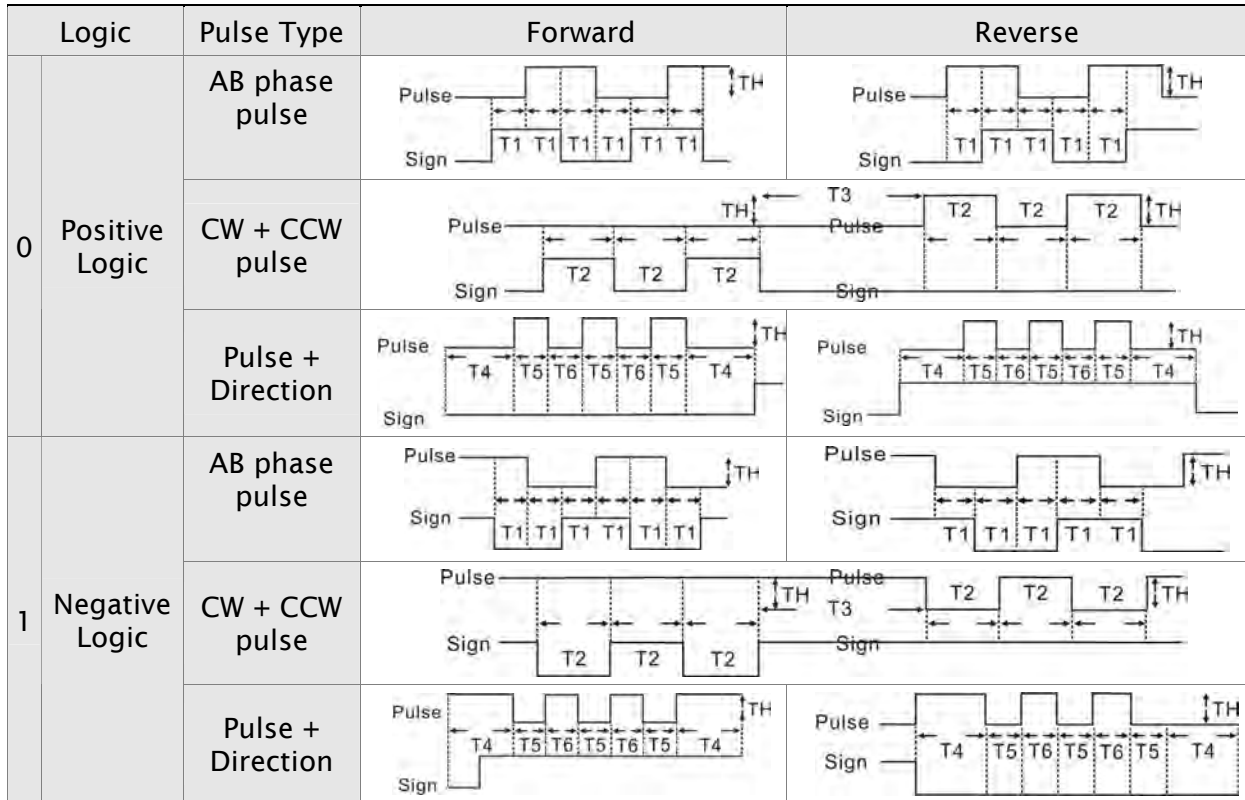 Logic Pulse Type Forward Reverse
0 Positive Logic
AB phase pulse
Pulse TH
T1 T1 T1 T1 T1 T1
Sign
Pulse TH
T1 T1 T1 T1 T1
Sign
CW + CCW pulse
Pulse TH T3 Pulse T2 T2 T2 TH
Sign T2 T2 T2 Sign
Pulse + Direction
Pulse TH
T4 T5 T6 T5 T6 T5 T4
Sign
Pulse TH
T4 T5 T6 T5 T6 T5 T4
Sign
1 Negative Logic
AB phase pulse
Pulse TH
Sign T1 T1 T1 T1 T1 T1
Pulse TH
Sign T1 T1 T1 T1 T1
CW + CCW pulse
Pulse TH T3 Pulse T2 T2 T2 TH
Sign T2 T2 T2 Sign
Pulse + Direction
Pulse TH
T4 T5 T6 T5 T6 T5 T4
Sign
Pulse TH
Sign T4 T5 T6 T5 T6 T5 T4